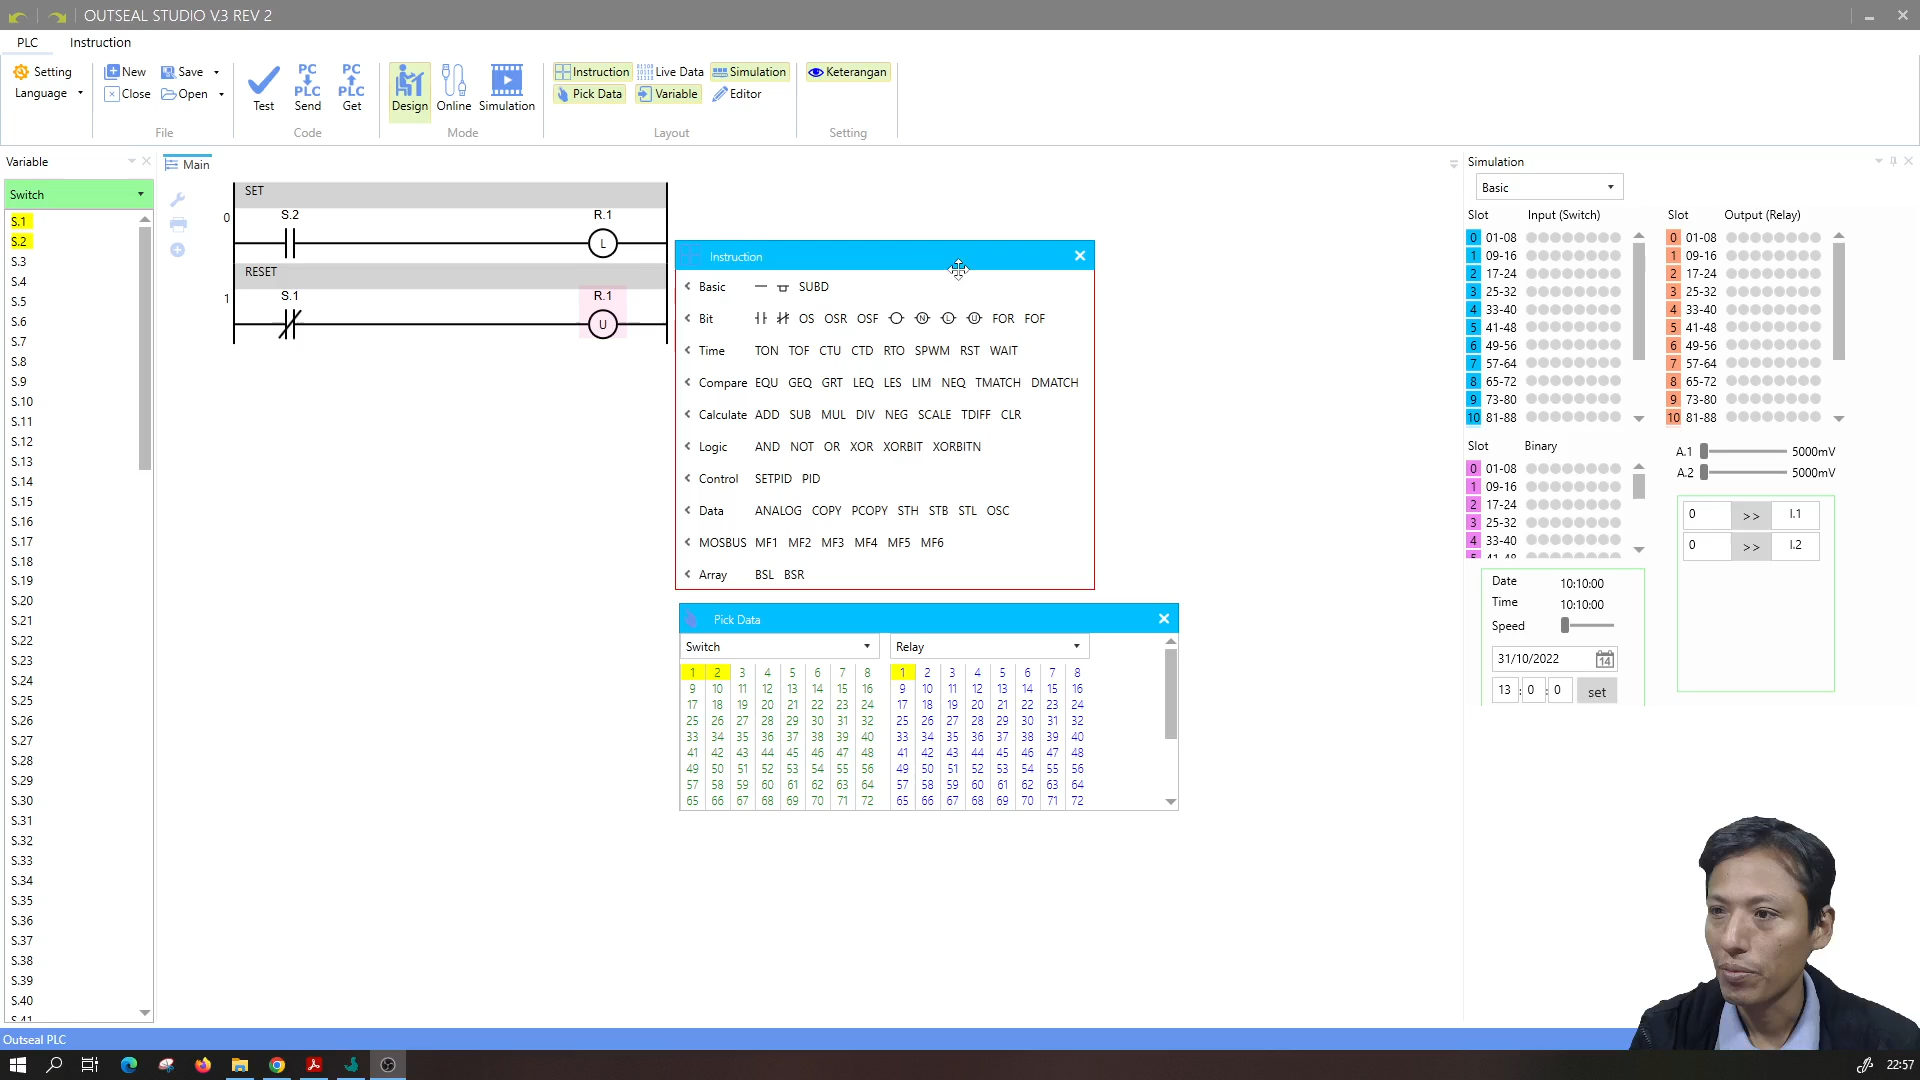 OUTSEAL STUDIO V.3 REV 2
PLC Instruction
Setting
Language
New Save
Close Open
File
Test
PC PLC Send
PC PLC Get
Code
Design
Online
Simulation
Mode
Instruction Live Data Simulation
Pick Data Variable Editor
Layout
Keterangan
Setting
Variable
Switch
S.1
S.2
S.3
S.4
S.5
S.6
S.7
S.8
S.9
S.10
S.11
S.12
S.13
S.14
S.15
S.16
S.17
S.18
S.19
S.20
S.21
S.22
S.23
S.24
S.25
S.26
S.27
S.28
S.29
S.30
S.31
S.32
S.33
S.34
S.35
S.36
S.37
S.38
S.39
S.40
S.41
Main
SET
0 S.2 R.1
L
RESET
1 S.1 R.1
U
Instruction
Basic SUBD
Bit OS OSR OSF N L U FOR FOF
Time TON TOF CTU CTD RTO SPWM RST WAIT
Compare EQU GEQ GRT LEQ LES LIM NEQ TMATCH DMATCH
Calculate ADD SUB MUL DIV NEG SCALE TDIFF CLR
Logic AND NOT OR XOR XORBIT XORBITN
Control SETPID PID
Data ANALOG COPY PCOPY STH STB STL OSC
MOSBUS MF1 MF2 MF3 MF4 MF5 MF6
Array BSL BSR
Pick Data
Switch Relay
1 2 3 4 5 6 7 8 1 2 3 4 5 6 7 8
9 10 11 12 13 14 15 16 9 10 11 12 13 14 15 16
17 18 19 20 21 22 23 24 17 18 19 20 21 22 23 24
25 26 27 28 29 30 31 32 25 26 27 28 29 30 31 32
33 34 35 36 37 38 39 40 33 34 35 36 37 38 39 40
41 42 43 44 45 46 47 48 41 42 43 44 45 46 47 48
49 50 51 52 53 54 55 56 49 50 51 52 53 54 55 56
57 58 59 60 61 62 63 64 57 58 59 60 61 62 63 64
65 66 67 68 69 70 71 72 65 66 67 68 69 70 71 72
Simulation
Basic
Slot Input (Switch) Slot Output (Relay)
0 01-08 0 01-08
1 09-16 1 09-16
2 17-24 2 17-24
3 25-32 3 25-32
4 33-40 4 33-40
5 41-48 5 41-48
6 49-56 6 49-56
7 57-64 7 57-64
8 65-72 8 65-72
9 73-80 9 73-80
10 81-88 10 81-88
Slot Binary
0 01-08
1 09-16
2 17-24
3 25-32
4 33-40
5 41-48
A.1 5000mV
A.2 5000mV
0 >> I.1
0 >> I.2
Date 10:10:00
Time 10:10:00
Speed
31/10/2022 14
13 : 0 : 0 set
Outseal PLC
22:57